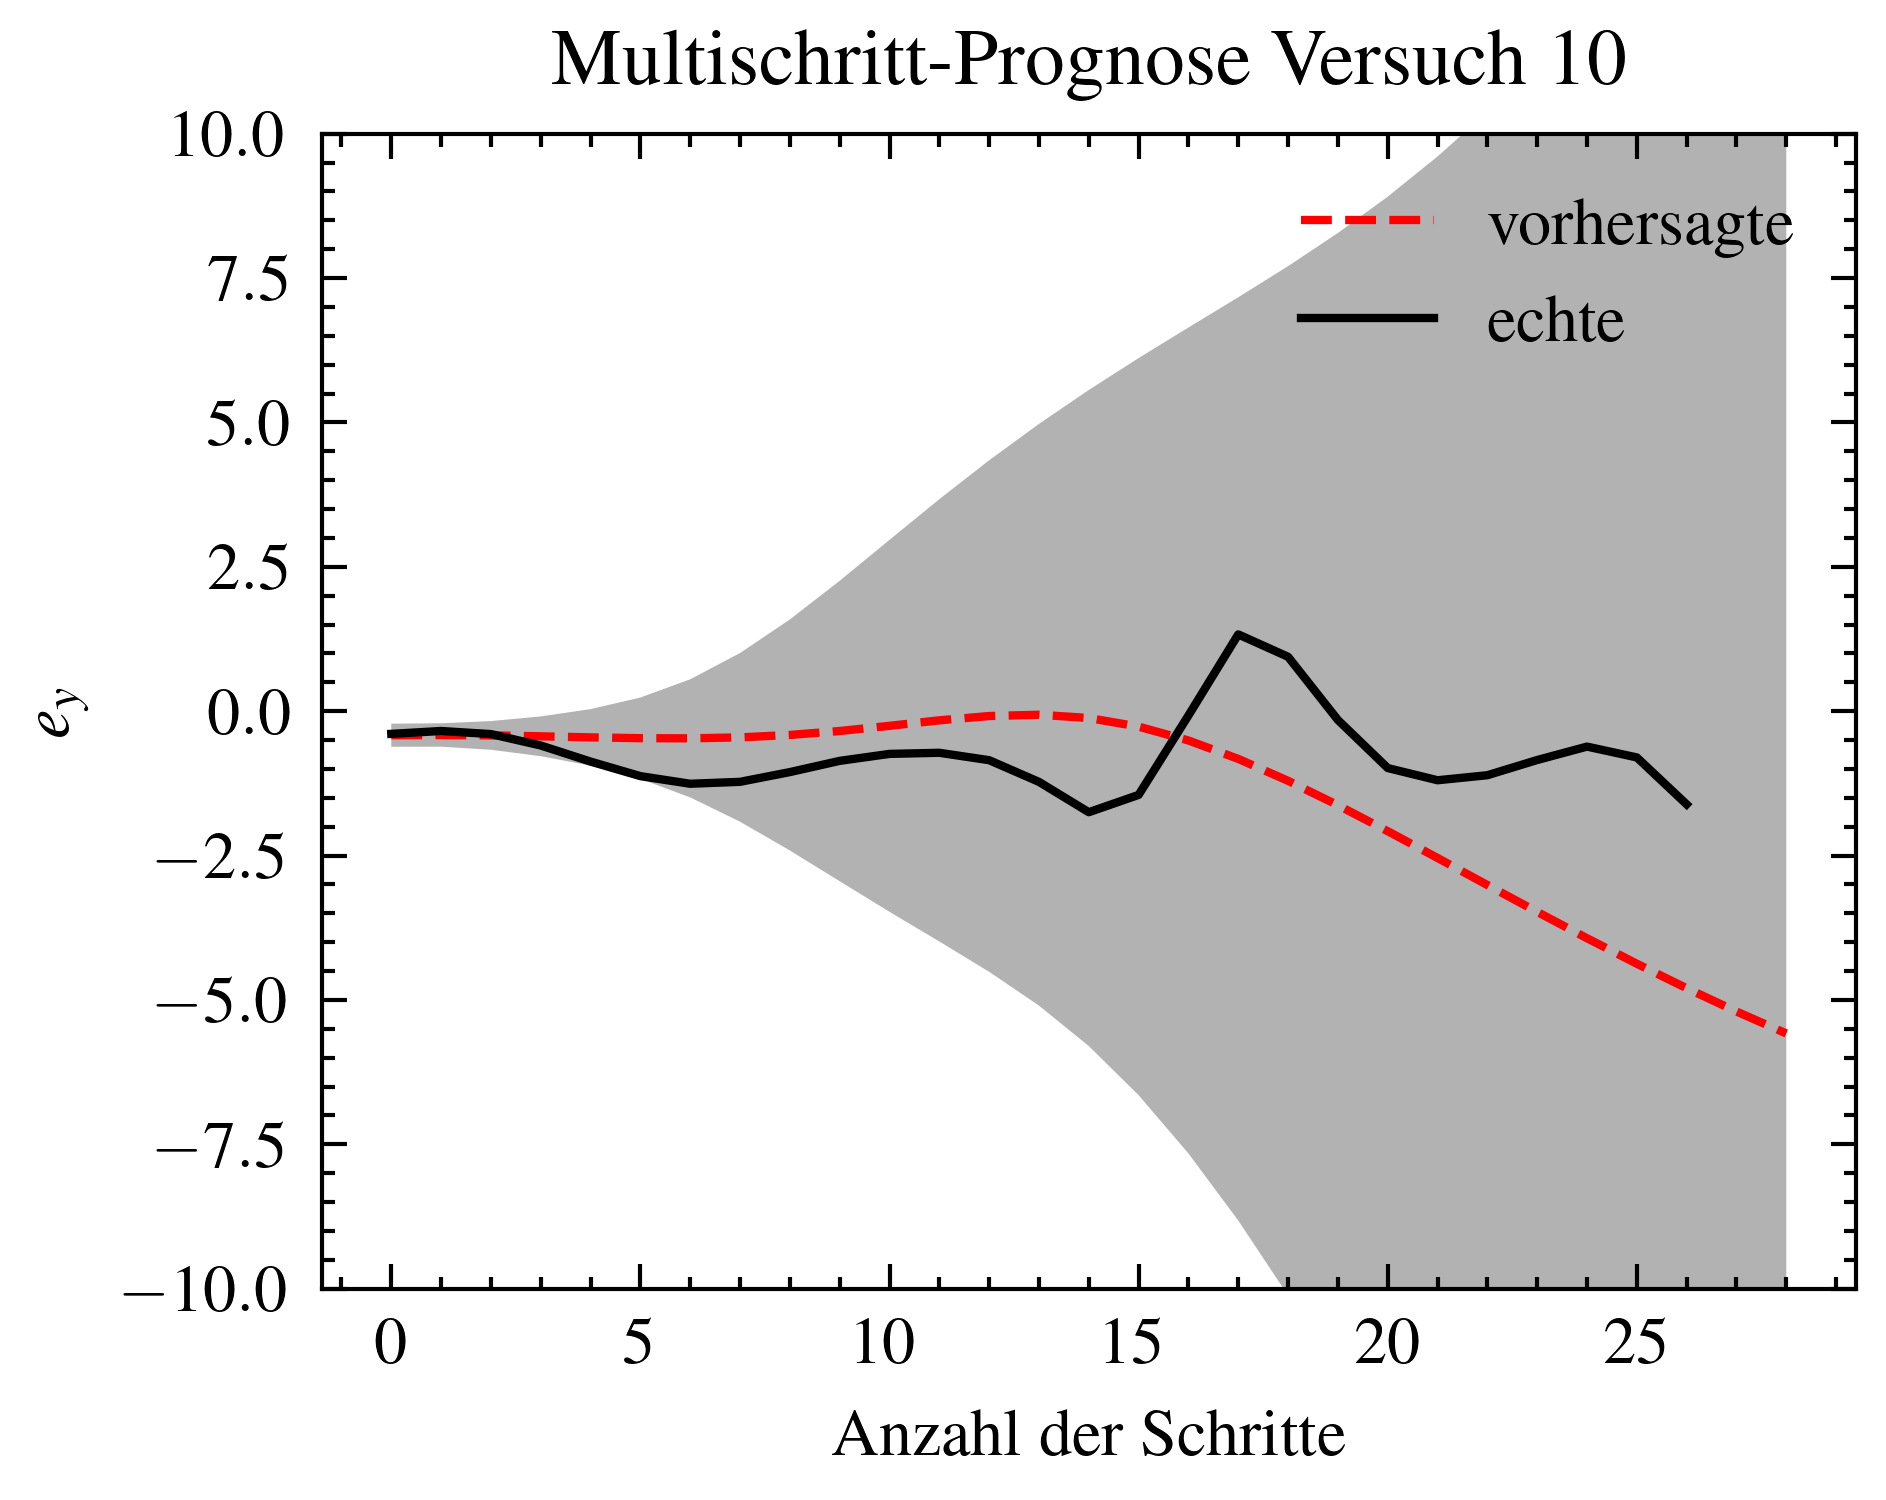 Multischritt-Prognose Versuch 10
10.0
7.5
5.0
2.5
0.0
−2.5
−5.0
−7.5
−10.0
e_y
vorhersagte
echte
0 5 10 15 20 25
Anzahl der Schritte